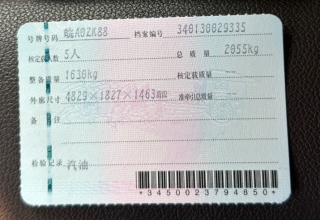 号牌号码 皖A0ZK88 档案编号 340130029335
核定载人数 5人 总质量 2055kg
整备质量 1630kg 核定载质量 --
外廓尺寸 4829×1827×1463mm 准牵引总质量 --
备注
检验记录 汽油
*3450023794850*